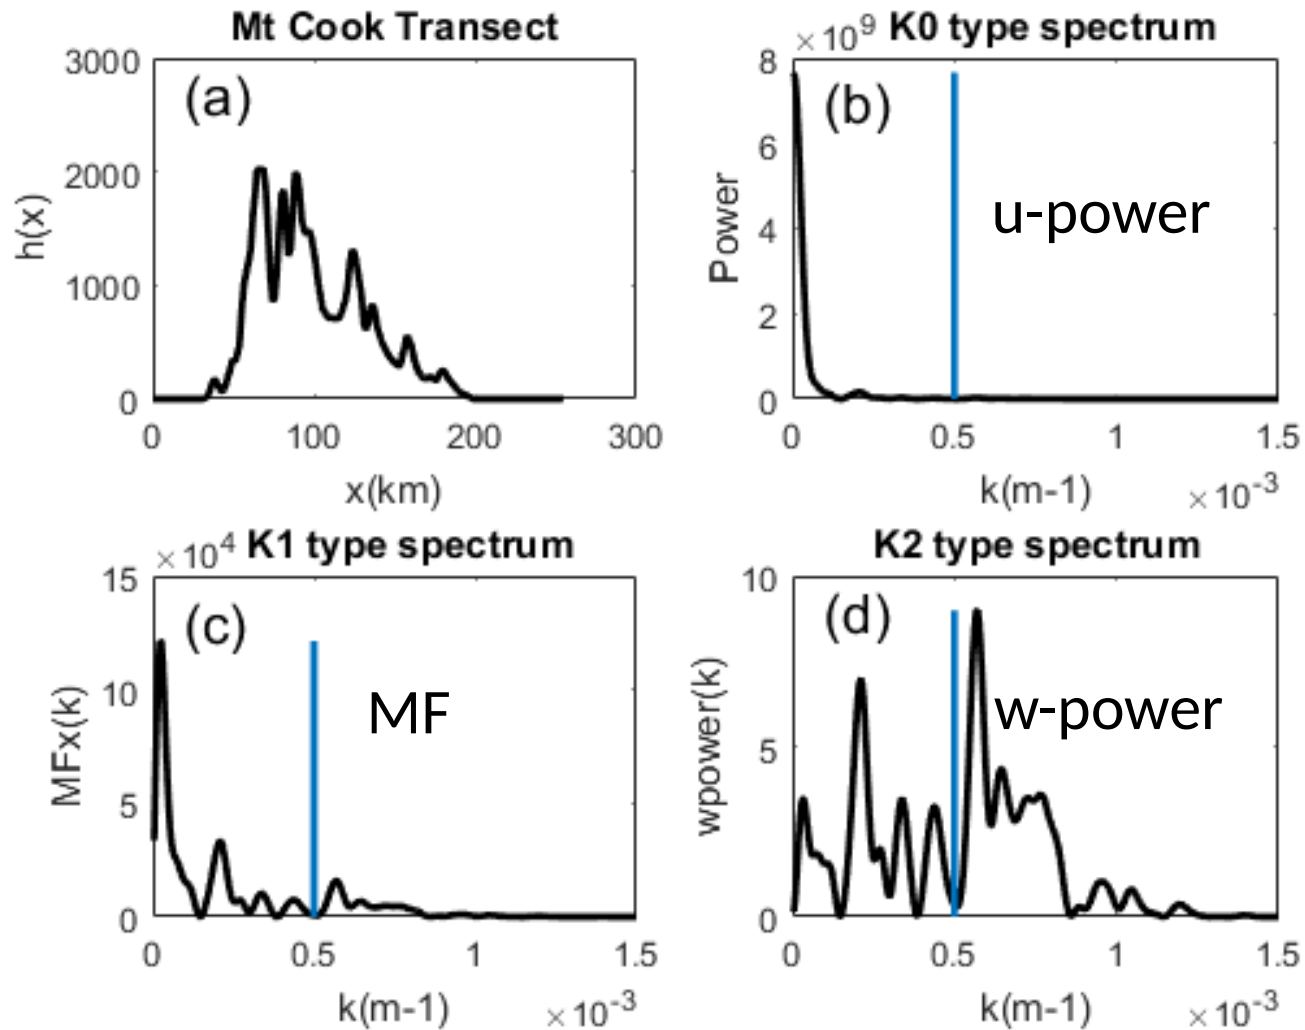 Mt Cook Transect
(a)
3000
2000
1000
0
h(x)
0 100 200 300
x(km)
×10⁹ K0 type spectrum
(b)
8
6
4
2
0
Power
u-power
0 0.5 1 1.5
k(m-1) ×10⁻³
×10⁴ K1 type spectrum
(c)
15
10
5
0
MFx(k)
MF
0 0.5 1 1.5
k(m-1) ×10⁻³
K2 type spectrum
(d)
10
5
0
wpower(k)
w-power
0 0.5 1 1.5
k(m-1) ×10⁻³